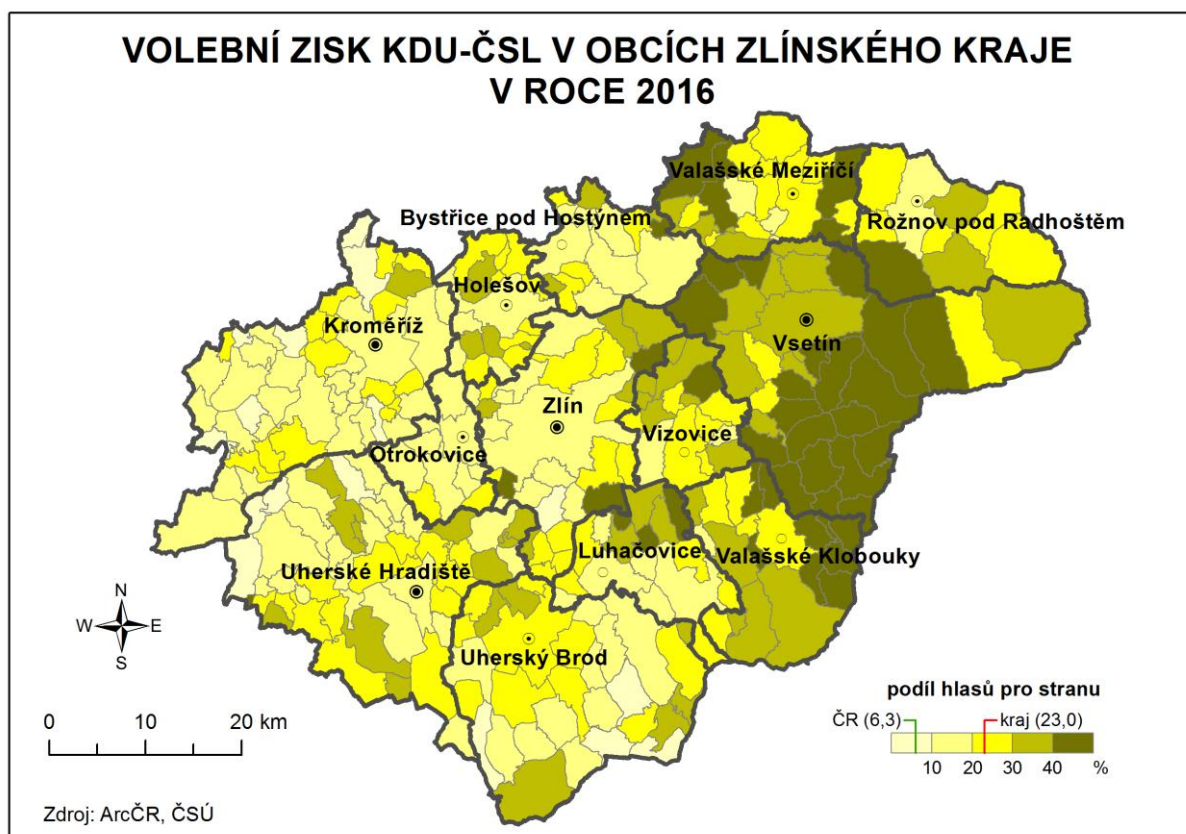 VOLEBNÍ ZISK KDU-ČSL V OBCÍCH ZLÍNSKÉHO KRAJE
V ROCE 2016
Valašské Meziříčí
Bystřice pod Hostýnem
Rožnov pod Radhoštěm
Holešov
Kroměříž
Vsetín
Zlín
Vizovice
Otrokovice
Luhačovice
Valašské Klobouky
Uherské Hradiště
Uherský Brod
N
W E
S
podíl hlasů pro stranu
ČR (6,3) kraj (23,0)
10 20 30 40 %
0 10 20 km
Zdroj: ArcČR, ČSÚ